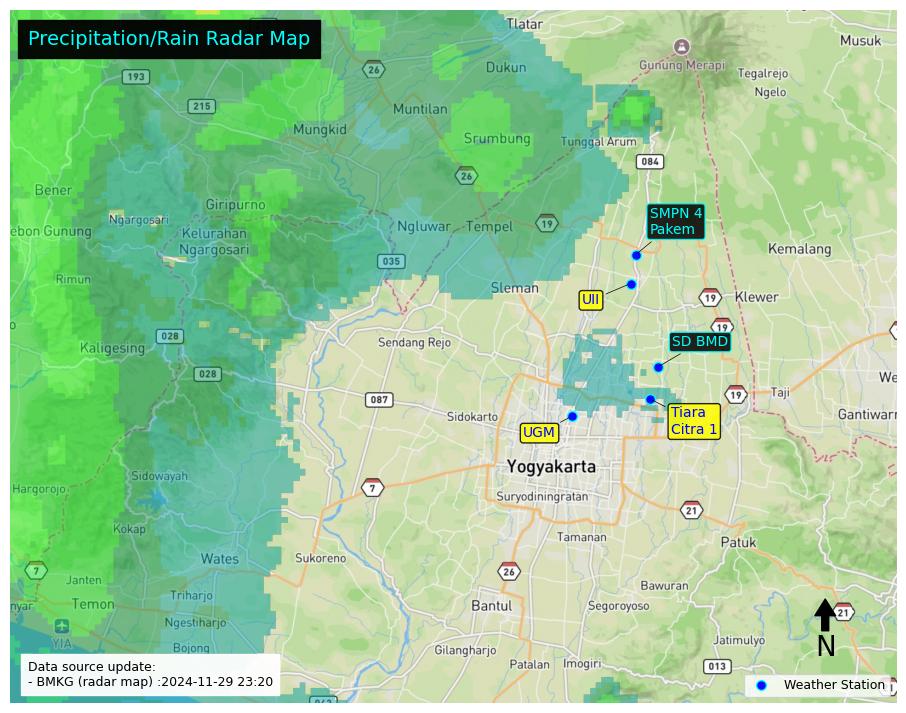 Precipitation/Rain Radar Map
Tlatar
Musuk
26
Dukun
Gunung Merapi
Tegalrejo
193
Ngelo
215
Muntilan
Mungkid
Srumbung
Tunggal Arum
084
26
Bener
Giripurno
SMPN 4
Pakem
Ngargosari
Ngluwar
Tempel
19
ebon Gunung
Kelurahan
Ngargosari
Kemalang
035
Rimun
Sleman
UII
19
Klewer
19
028
Kaligesing
Sendang Rejo
SD BMD
028
We
087
19
Taji
Sidokarto
Tiara
Citra 1
Gantiwarn
UGM
Yogyakarta
Sidowayah
Hargorojo
7
Suryodiningratan
21
Kokap
Tamanan
Patuk
Wates
Sukoreno
7
26
Janten
Bawuran
nyar
Temon
Triharjo
Bantul
Segoroyoso
21
Ngestiharjo
YIA
N
Jatimulyo
Bojong
Gilangharjo
Data source update:
- BMKG (radar map) :2024-11-29 23:20
Patalan
Imogiri
013
Weather Station